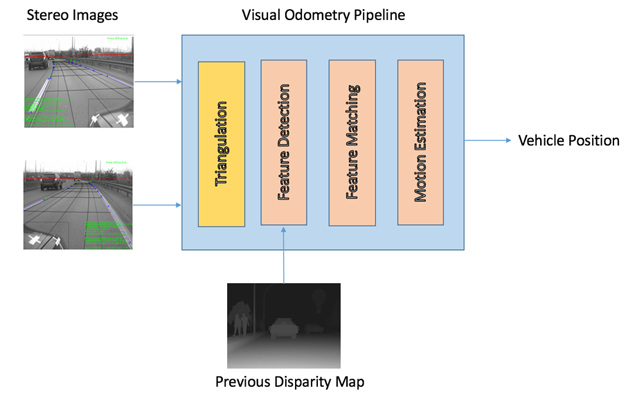 Stereo Images
Visual Odometry Pipeline
Triangulation
Feature Detection
Feature Matching
Motion Estimation
Vehicle Position
Previous Disparity Map